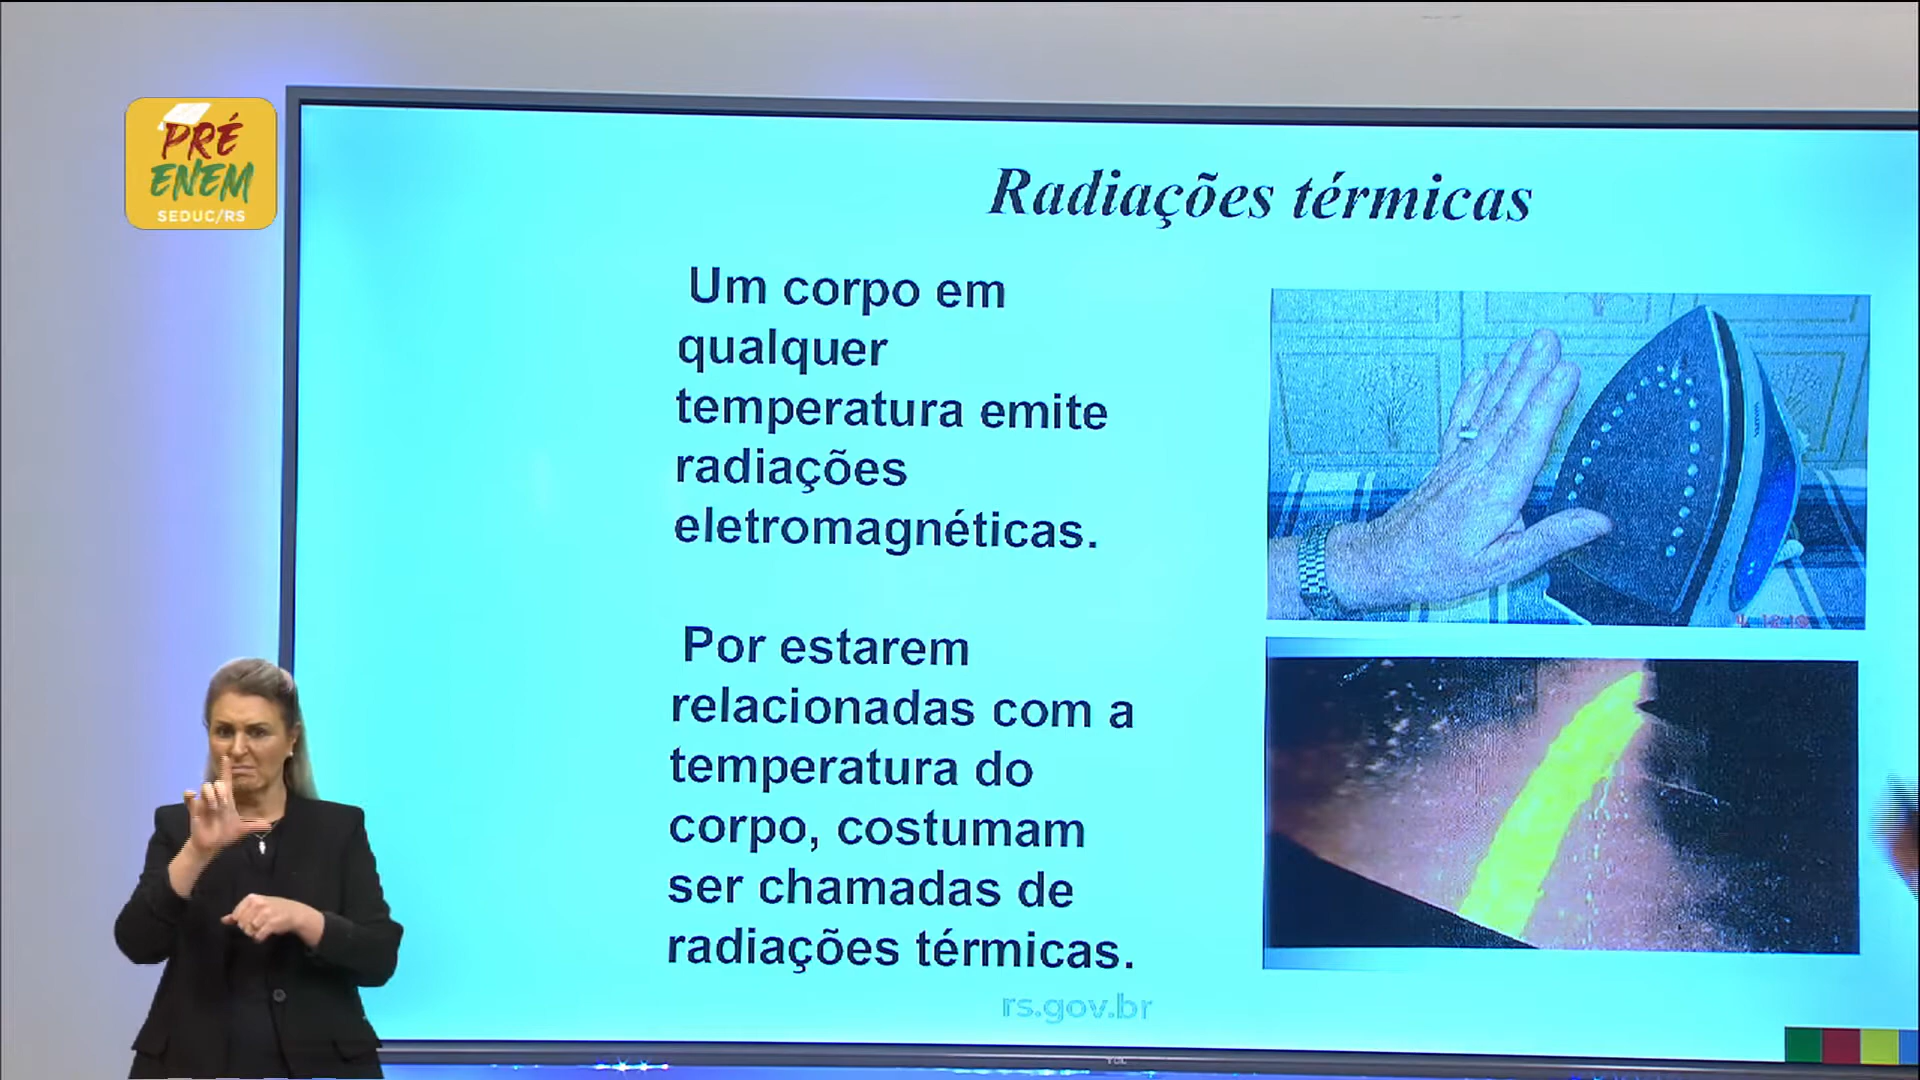 PRÉ
ENEM
SEDUC/RS
Radiações térmicas
Um corpo em
qualquer
temperatura emite
radiações
eletromagnéticas.
Por estarem
relacionadas com a
temperatura do
corpo, costumam
ser chamadas de
radiações térmicas.
rs.gov.br